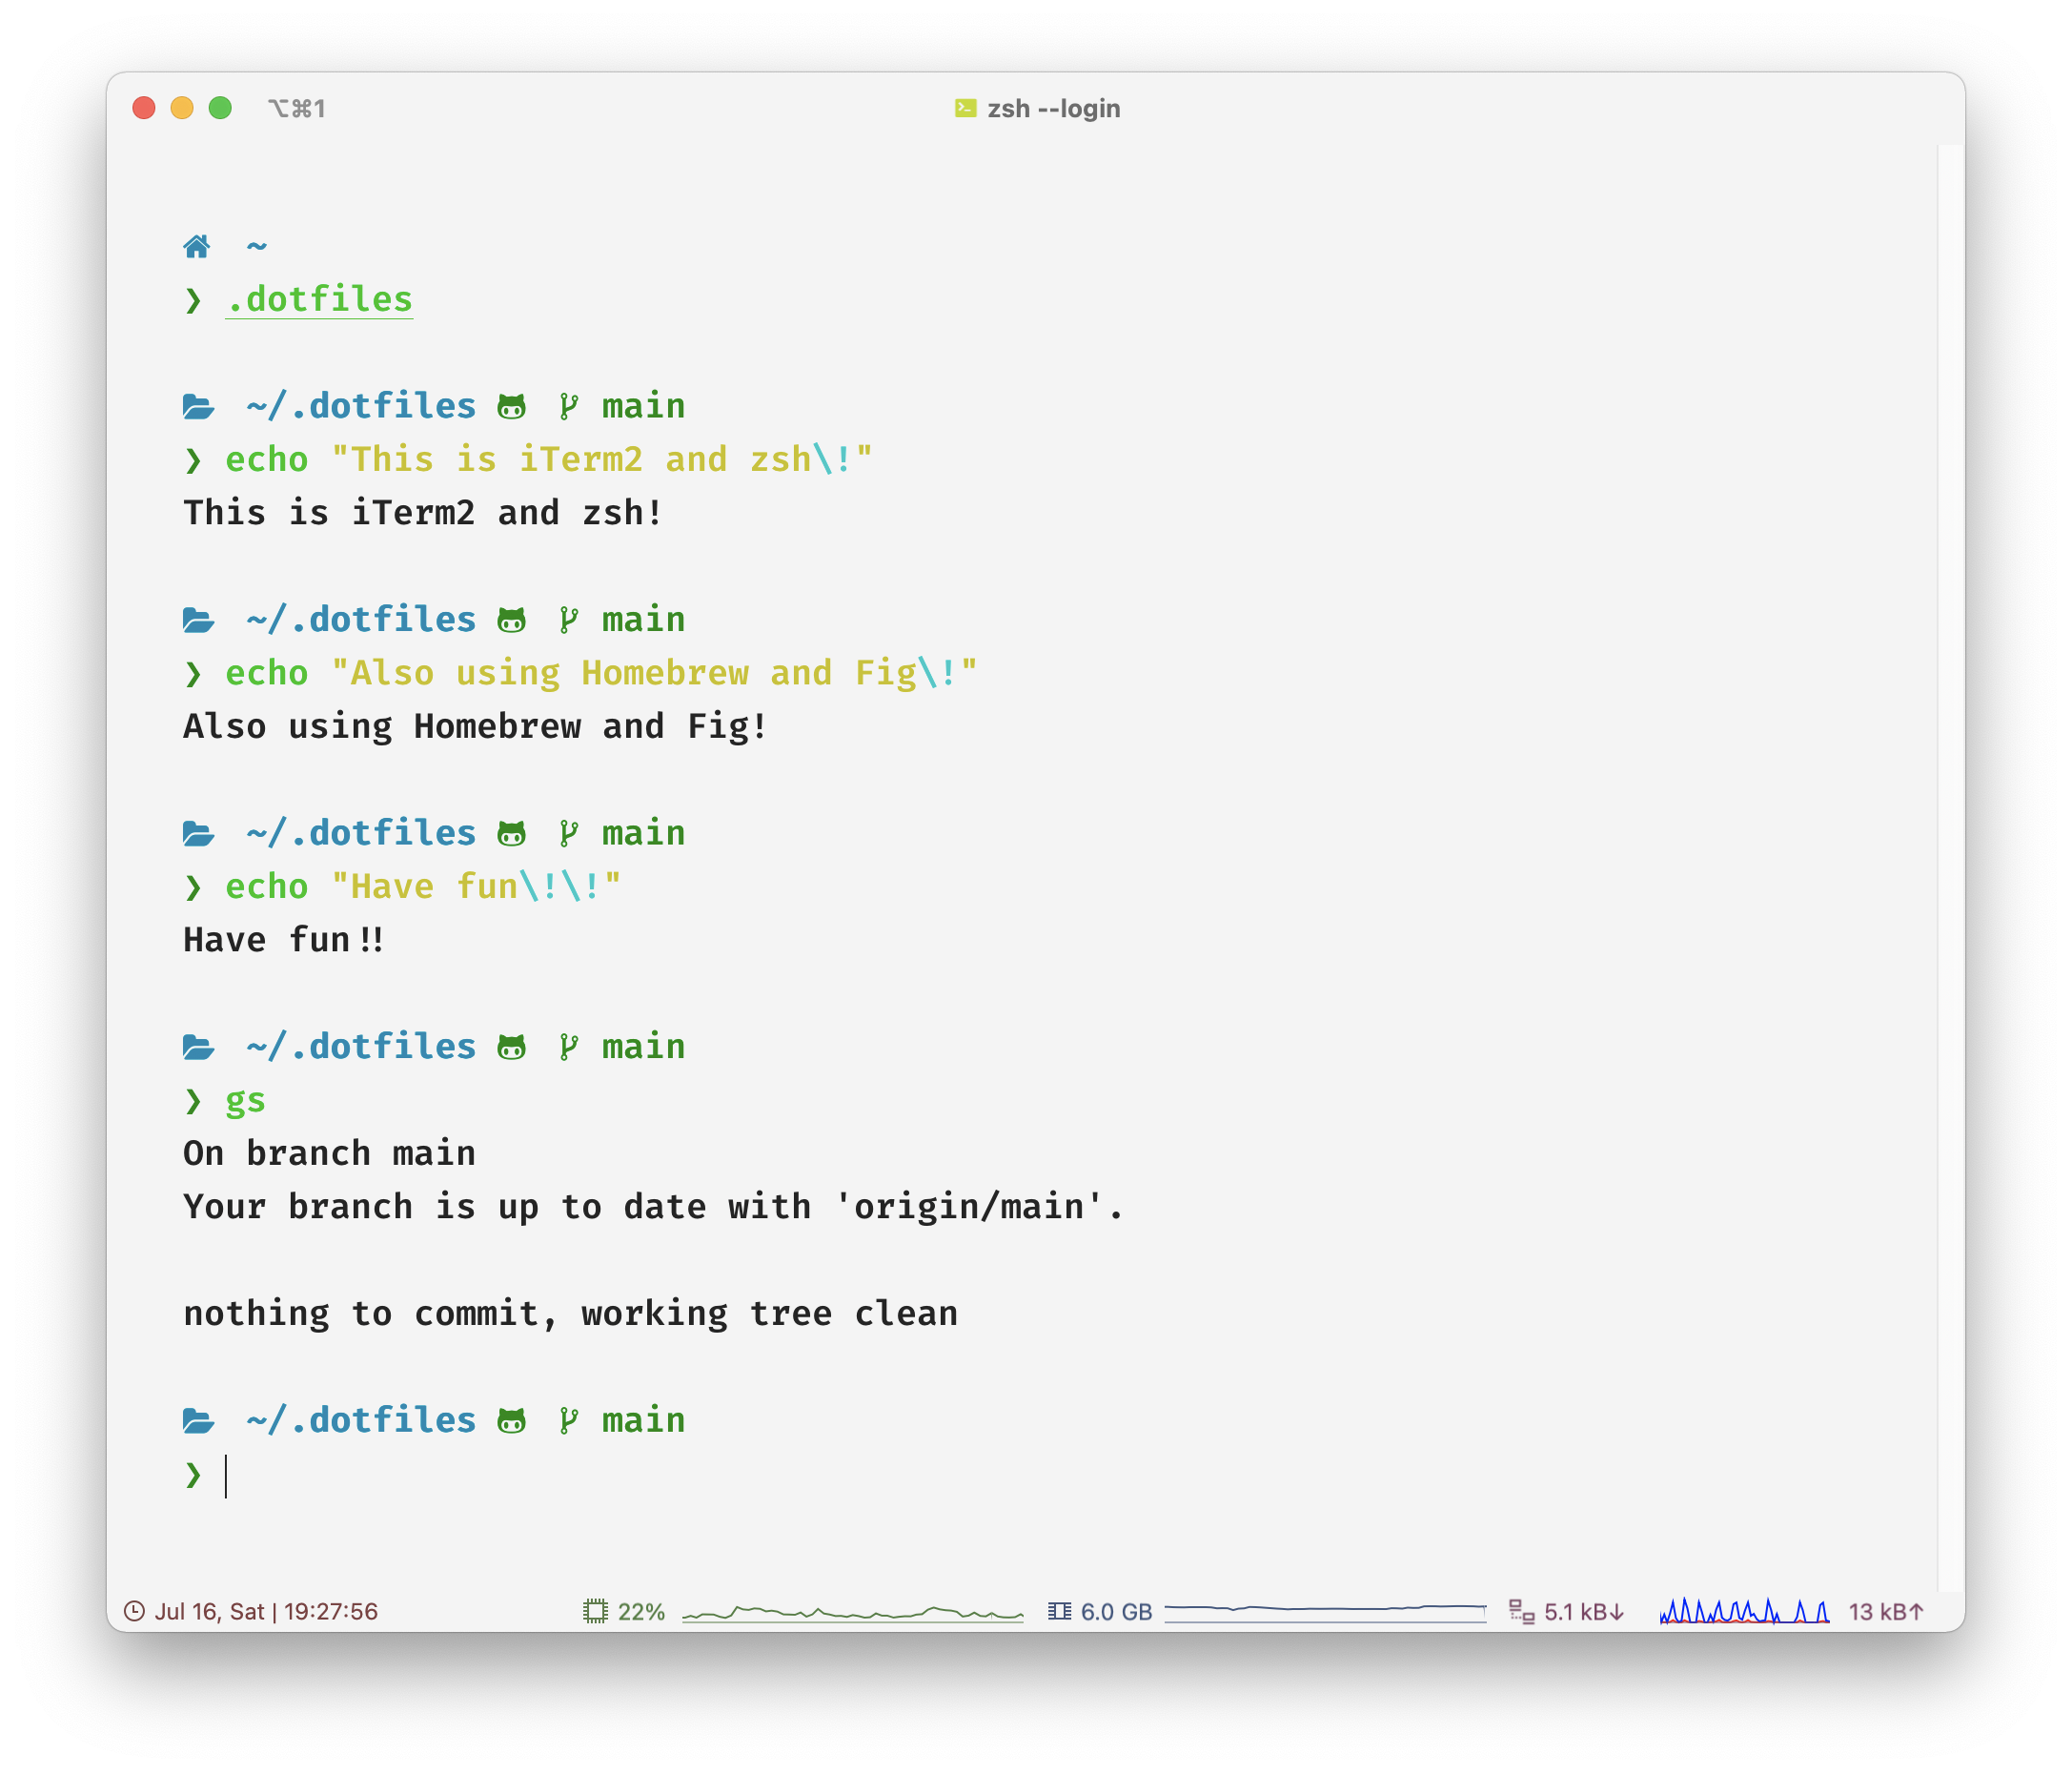 ⌥⌘1 zsh --login
~
❯ .dotfiles
~/.dotfiles main
❯ echo "This is iTerm2 and zsh\!"
This is iTerm2 and zsh!
~/.dotfiles main
❯ echo "Also using Homebrew and Fig\!"
Also using Homebrew and Fig!
~/.dotfiles main
❯ echo "Have fun\!\!"
Have fun!!
~/.dotfiles main
❯ gs
On branch main
Your branch is up to date with 'origin/main'.
nothing to commit, working tree clean
~/.dotfiles main
❯
Jul 16, Sat | 19:27:56 22% 6.0 GB 5.1 kB↓ 13 kB↑